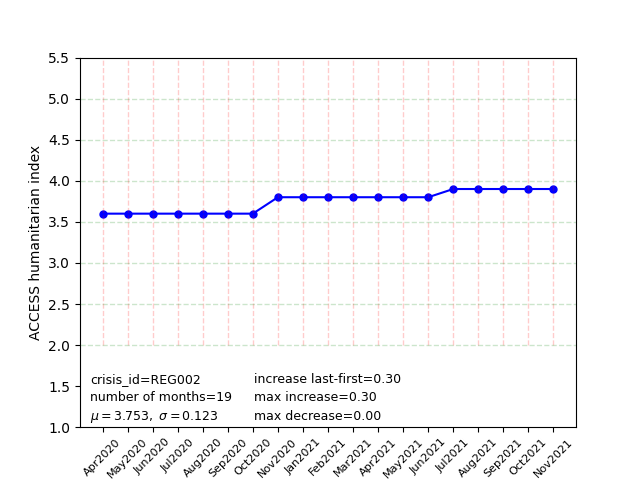 5.5
5.0
4.5
4.0
3.5
3.0
2.5
2.0
1.5
1.0
ACCESS humanitarian index
crisis_id=REG002
number of months=19
μ=3.753, σ=0.123
increase last-first=0.30
max increase=0.30
max decrease=0.00
Apr2020
May2020
Jun2020
Jul2020
Aug2020
Sep2020
Oct2020
Nov2020
Jan2021
Feb2021
Mar2021
Apr2021
May2021
Jun2021
Jul2021
Aug2021
Sep2021
Oct2021
Nov2021